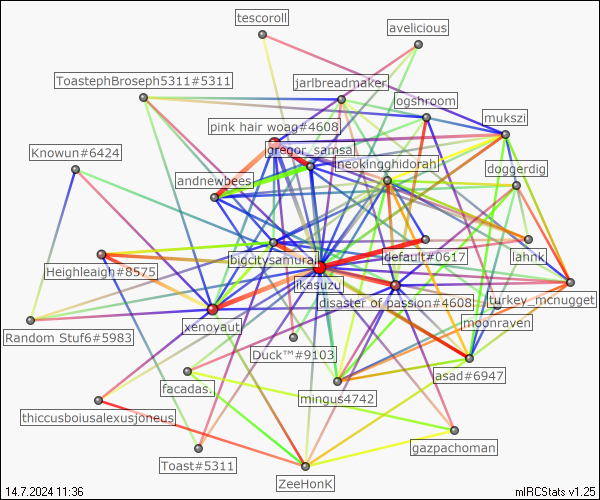 tescoroll
avelicious
ToastephBroseph5311#5311
jarlbreadmaker
ogshroom
mukszi
pink hair woag#4608
gregor_samsa
Knowun#6424
neokingghidorah
doggerdig
andnewbees
bigcitysamurai
default#0617
lahnk
Heighleaigh#8575
ikasuzu
disaster of passion#4608
turkey_mcnugget
xenoyaut
moonraven
Random Stuf6#5983
Duck™#9103
asad#6947
facadas.
mingus4742
thiccusboiusalexusjoneus
gazpachoman
Toast#5311
ZeeHonK
14.7.2024 11:36
mIRCStats v1.25